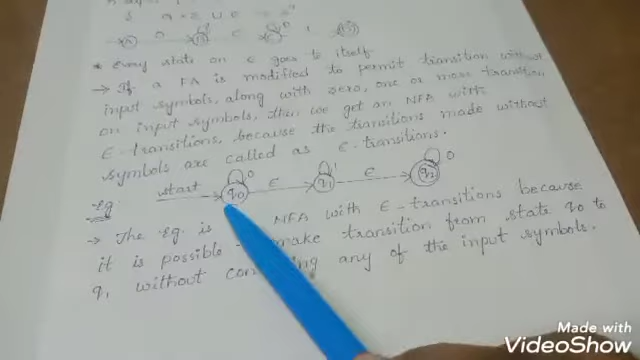 * Every state on ε goes to itself
→ If a FA is modified to permit transition without
input symbols, along with zero, one or more transition
on input symbols, then we get an NFA with
ε-transitions, because the transitions made without
symbols are called as ε-transitions.
Eg: start q0 0 ε q1 1 ε q2 0
→ The eg. is NFA with ε-transitions because
it is possible make transition from state q0 to
q1 without any of the input symbols.
Made with
VideoShow